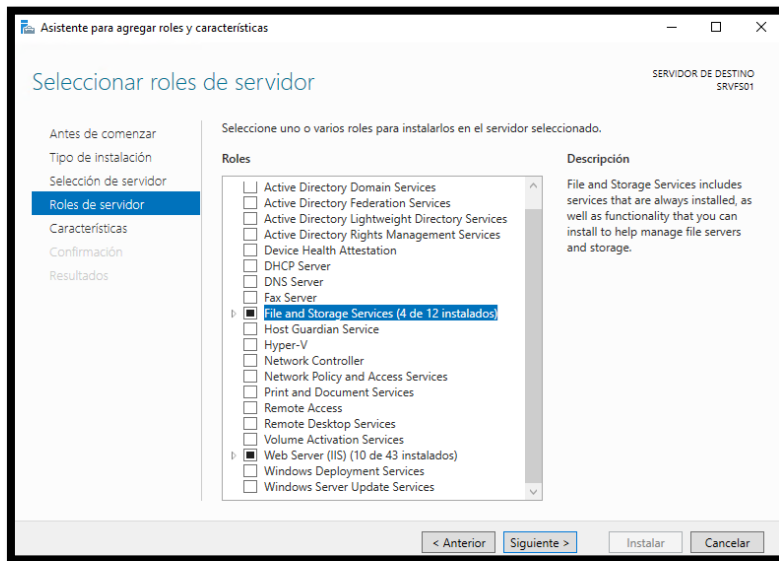 Asistente para agregar roles y características
Seleccionar roles de servidor
SERVIDOR DE DESTINO
SRVFS01
Antes de comenzar
Tipo de instalación
Selección de servidor
Roles de servidor
Características
Confirmación
Resultados
Seleccione uno o varios roles para instalarlos en el servidor seleccionado.
Roles
Active Directory Domain Services
Active Directory Federation Services
Active Directory Lightweight Directory Services
Active Directory Rights Management Services
Device Health Attestation
DHCP Server
DNS Server
Fax Server
File and Storage Services (4 de 12 instalados)
Host Guardian Service
Hyper-V
Network Controller
Network Policy and Access Services
Print and Document Services
Remote Access
Remote Desktop Services
Volume Activation Services
Web Server (IIS) (10 de 43 instalados)
Windows Deployment Services
Windows Server Update Services
Descripción
File and Storage Services includes
services that are always installed, as
well as functionality that you can
install to help manage file servers
and storage.
< Anterior
Siguiente >
Instalar
Cancelar